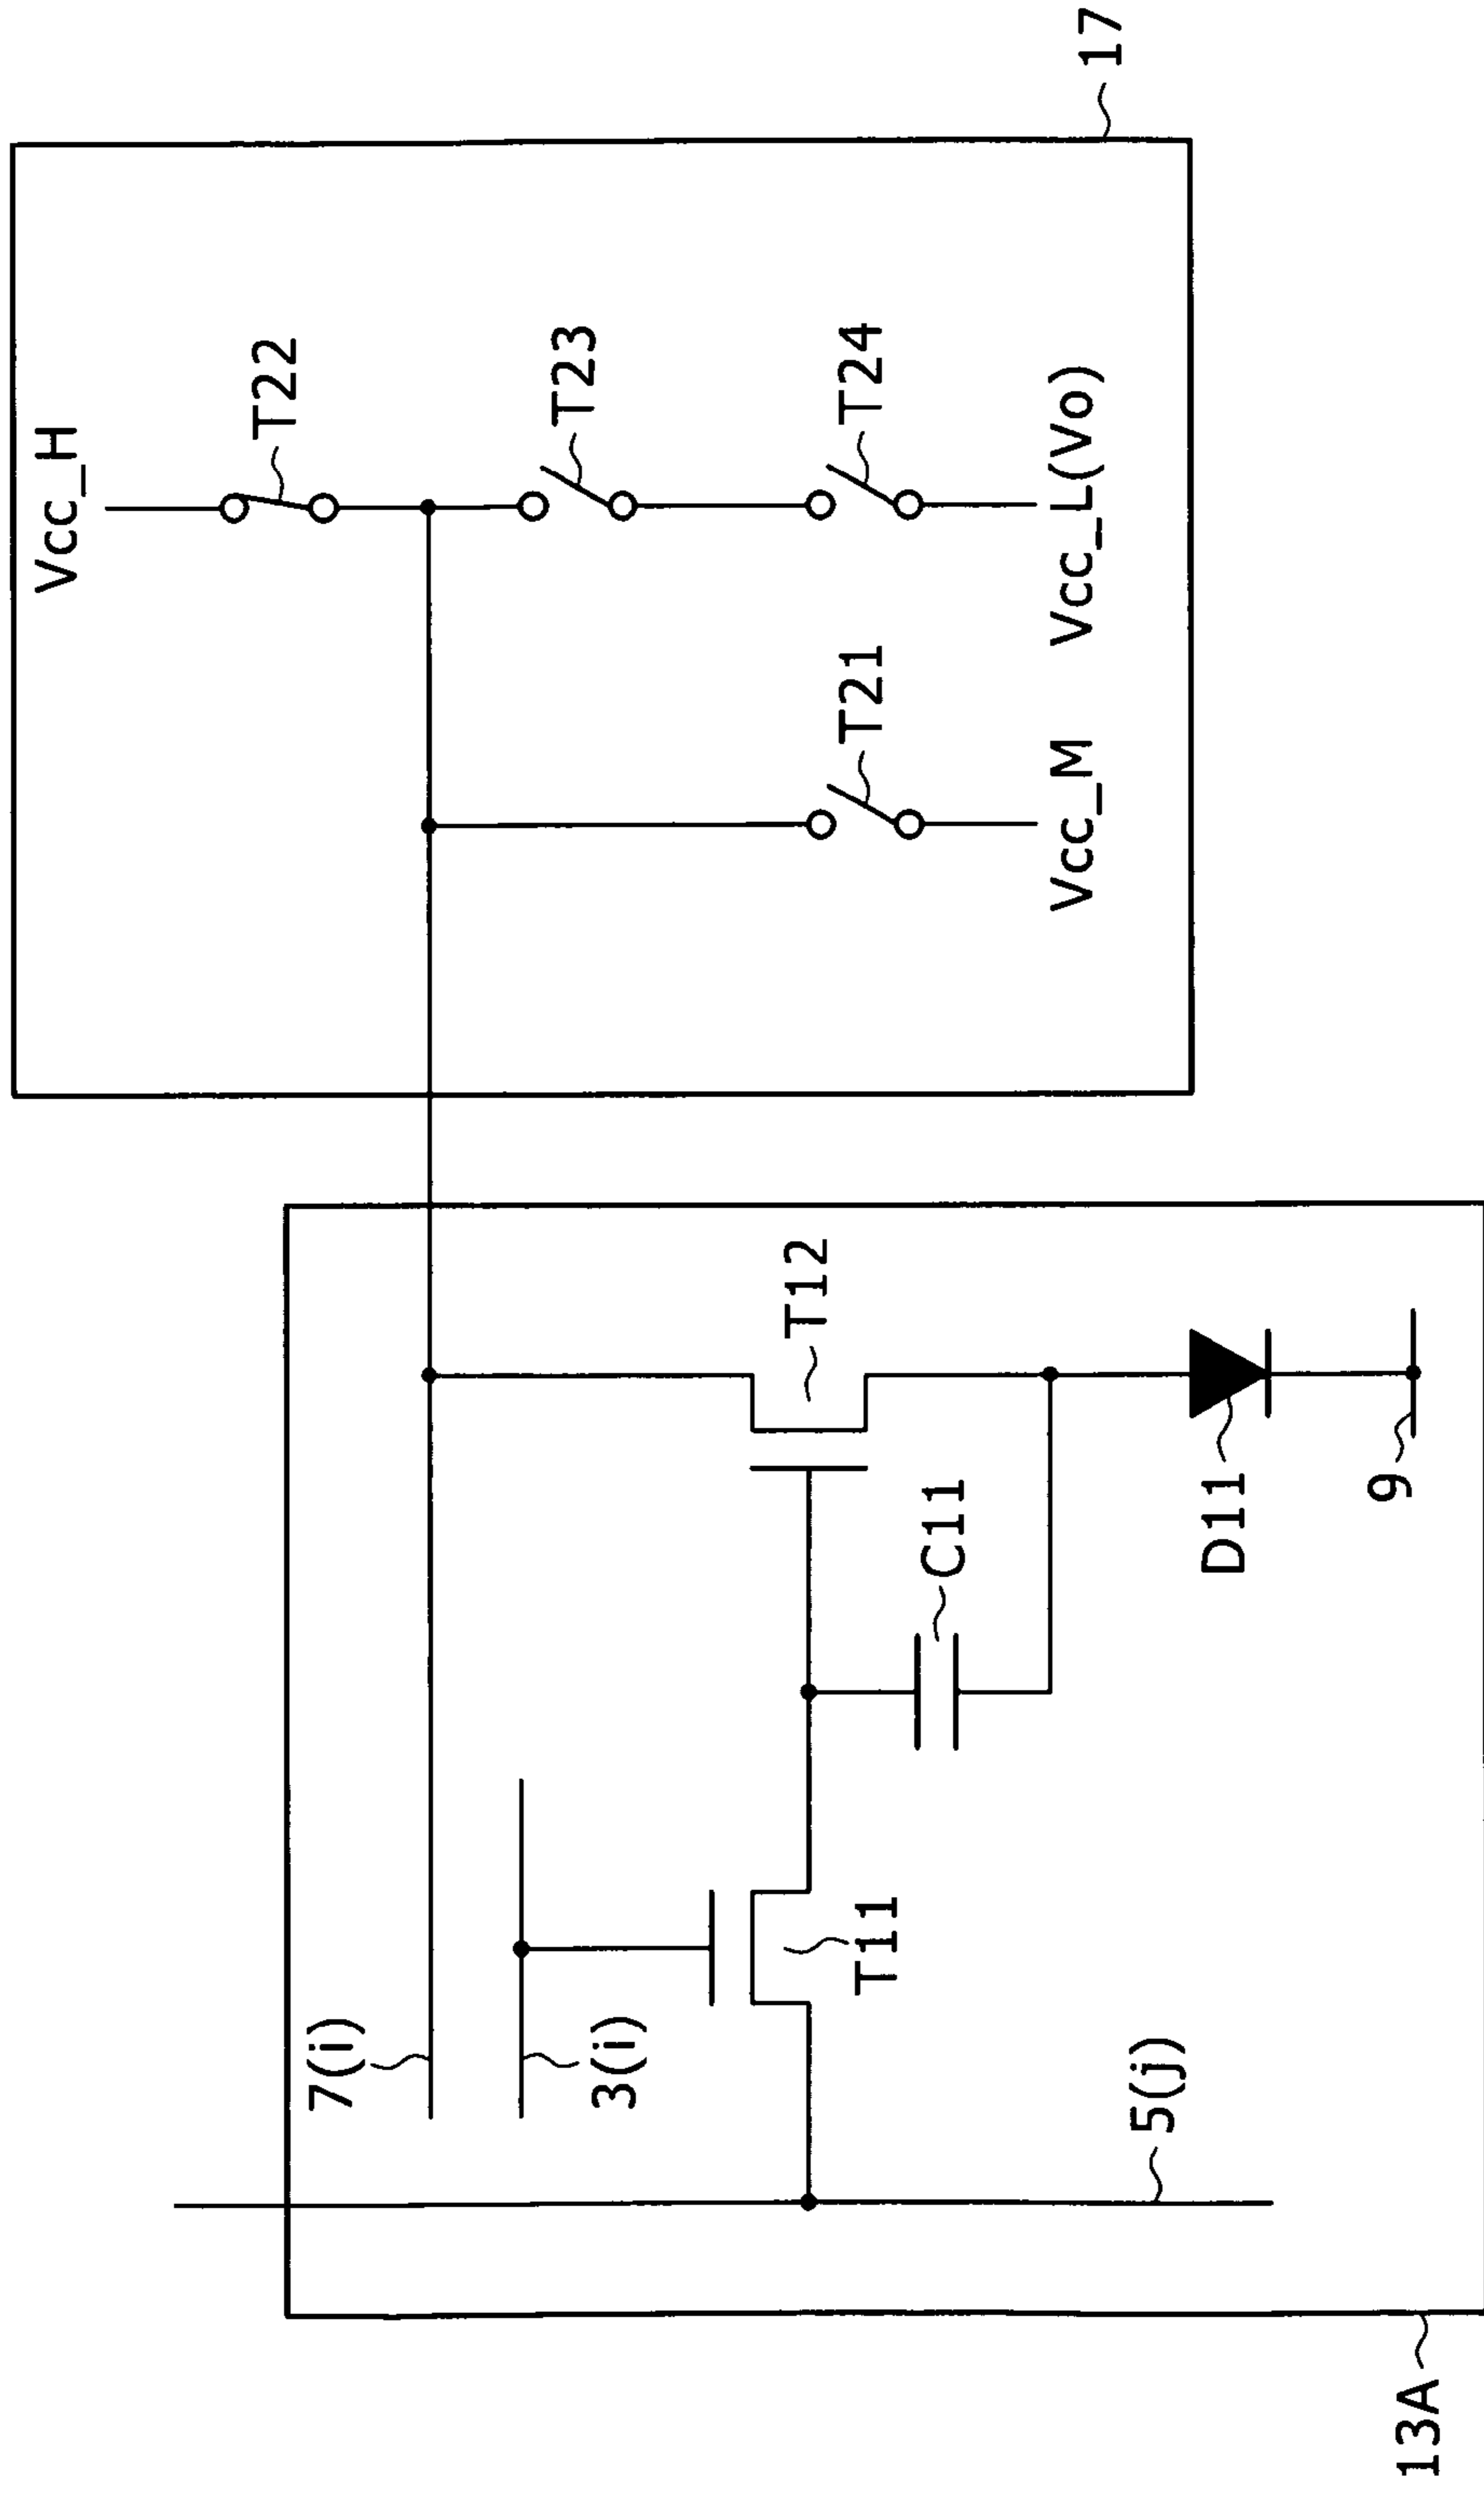 Vcc_H
T22
T23
T24
T21
Vcc_M
Vcc_L(Vo)
17
7(i)
3(i)
T12
C11
T11
5(j)
D11
9
13A